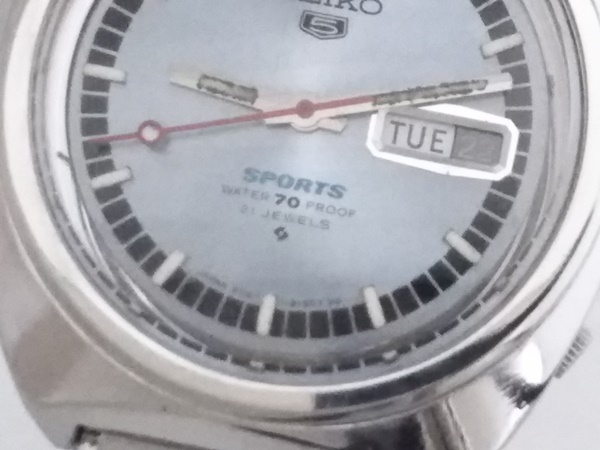 SEIKO
5
TUE
SPORTS
WATER 70 PROOF
21 JEWELS